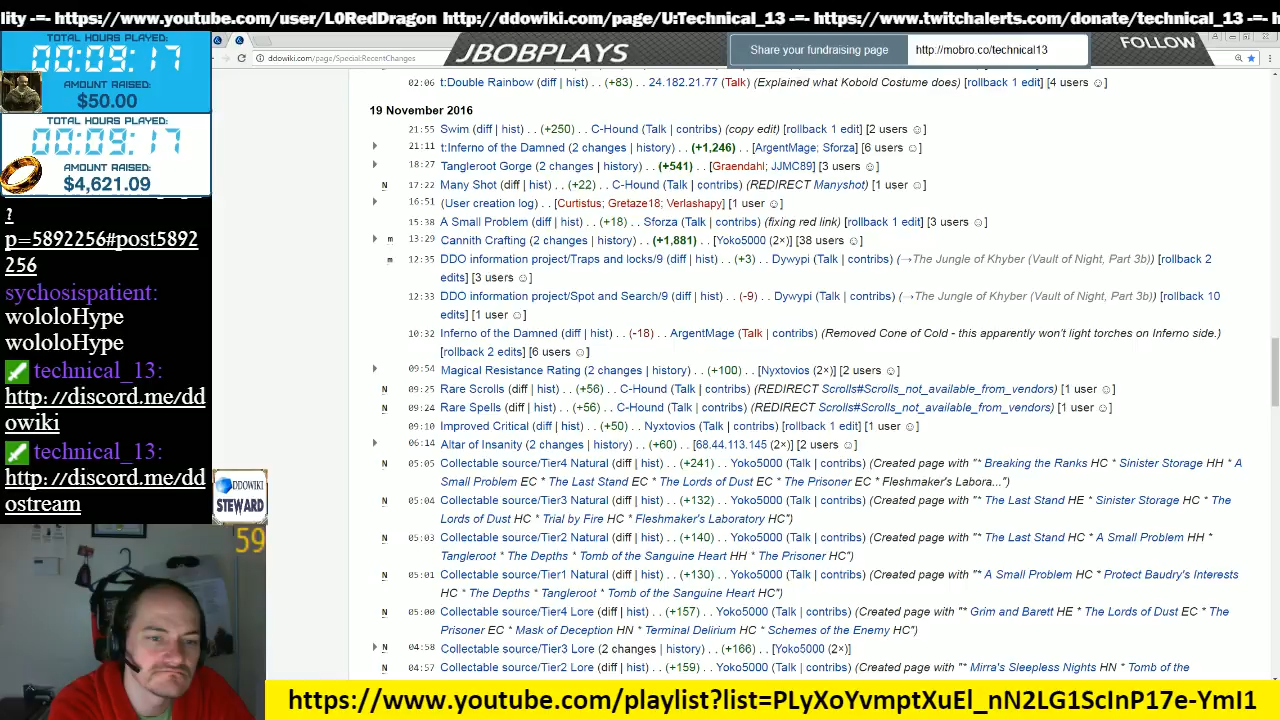 lity -=- https://www.youtube.com/user/L0RedDragon http://ddowiki.com/page/U:Technical_13 -=- https://www.twitchalerts.com/donate/technical_13 -=- h
TOTAL HOURS PLAYED:
00:09:17
AMOUNT RAISED:
$50.00
TOTAL HOURS PLAYED:
00:09:17
AMOUNT RAISED:
$4,621.09
?
p=5892256#post5892
256
sychosispatient:
wololoHype
wololoHype
technical_13:
http://discord.me/dd
owiki
technical_13:
http://discord.me/dd
ostream
DDOWIKI
STEWARD
59
JBOBPLAYS
Share your fundraising page
http://mobro.co/technical13
FOLLOW
ddowiki.com/page/Special:RecentChanges
02:06 t:Double Rainbow (diff | hist) . . (+83) . . 24.182.21.77 (Talk) (Explained what Kobold Costume does) [rollback 1 edit] [4 users ☺]
19 November 2016
21:55 Swim (diff | hist) . . (+250) . . C-Hound (Talk | contribs) (copy edit) [rollback 1 edit] [2 users ☺]
21:11 t:Inferno of the Damned (2 changes | history) . . (+1,246) . . [ArgentMage; Sforza] [6 users ☺]
18:27 Tangleroot Gorge (2 changes | history) . . (+541) . . [Graendahl; JJMC89] [3 users ☺]
N 17:22 Many Shot (diff | hist) . . (+22) . . C-Hound (Talk | contribs) (REDIRECT Manyshot) [1 user ☺]
16:51 (User creation log) . . [Curtistus; Gretaze18; Verlashapy] [1 user ☺]
15:38 A Small Problem (diff | hist) . . (+18) . . Sforza (Talk | contribs) (fixing red link) [rollback 1 edit] [3 users ☺]
m 13:29 Cannith Crafting (2 changes | history) . . (+1,881) . . [Yoko5000 (2×)] [38 users ☺]
m 12:35 DDO information project/Traps and locks/9 (diff | hist) . . (+3) . . Dywypi (Talk | contribs) (→The Jungle of Khyber (Vault of Night, Part 3b)) [rollback 2
edits] [3 users ☺]
12:33 DDO information project/Spot and Search/9 (diff | hist) . . (-9) . . Dywypi (Talk | contribs) (→The Jungle of Khyber (Vault of Night, Part 3b)) [rollback 10
edits] [1 user ☺]
10:32 Inferno of the Damned (diff | hist) . . (-18) . . ArgentMage (Talk | contribs) (Removed Cone of Cold - this apparently won't light torches on Inferno side.)
[rollback 2 edits] [6 users ☺]
09:54 Magical Resistance Rating (2 changes | history) . . (+100) . . [Nyxtovios (2×)] [2 users ☺]
N 09:25 Rare Scrolls (diff | hist) . . (+56) . . C-Hound (Talk | contribs) (REDIRECT Scrolls#Scrolls_not_available_from_vendors) [1 user ☺]
N 09:24 Rare Spells (diff | hist) . . (+56) . . C-Hound (Talk | contribs) (REDIRECT Scrolls#Scrolls_not_available_from_vendors) [1 user ☺]
09:10 Improved Critical (diff | hist) . . (+50) . . Nyxtovios (Talk | contribs) [rollback 1 edit] [1 user ☺]
06:14 Altar of Insanity (2 changes | history) . . (+60) . . [68.44.113.145 (2×)] [2 users ☺]
N 05:05 Collectable source/Tier4 Natural (diff | hist) . . (+241) . . Yoko5000 (Talk | contribs) (Created page with "* Breaking the Ranks HC * Sinister Storage HH * A
Small Problem EC * The Last Stand EC * The Lords of Dust EC * The Prisoner EC * Fleshmaker's Labora...")
N 05:04 Collectable source/Tier3 Natural (diff | hist) . . (+132) . . Yoko5000 (Talk | contribs) (Created page with "* The Last Stand HE * Sinister Storage HC * The
Lords of Dust HC * Trial by Fire HC * Fleshmaker's Laboratory HC")
N 05:03 Collectable source/Tier2 Natural (diff | hist) . . (+140) . . Yoko5000 (Talk | contribs) (Created page with "* The Last Stand HC * A Small Problem HH *
Tangleroot * The Depths * Tomb of the Sanguine Heart HH * The Prisoner EC")
N 05:01 Collectable source/Tier1 Natural (diff | hist) . . (+130) . . Yoko5000 (Talk | contribs) (Created page with "* A Small Problem HC * Protect Baudry's Interests
HC * The Depths * Tangleroot * Tomb of the Sanguine Heart HC")
N 05:00 Collectable source/Tier4 Lore (diff | hist) . . (+157) . . Yoko5000 (Talk | contribs) (Created page with "* Grim and Barett HE * The Lords of Dust EC * The
Prisoner EC * Mask of Deception HN * Terminal Delirium HC * Schemes of the Enemy HC")
N 04:58 Collectable source/Tier3 Lore (2 changes | history) . . (+166) . . [Yoko5000 (2×)]
N 04:57 Collectable source/Tier2 Lore (diff | hist) . . (+159) . . Yoko5000 (Talk | contribs) (Created page with "* Mirra's Sleepless Nights HN * Tomb of the
https://www.youtube.com/playlist?list=PLyXoYvmptXuEl_nN2LG1ScInP17e-YmI1